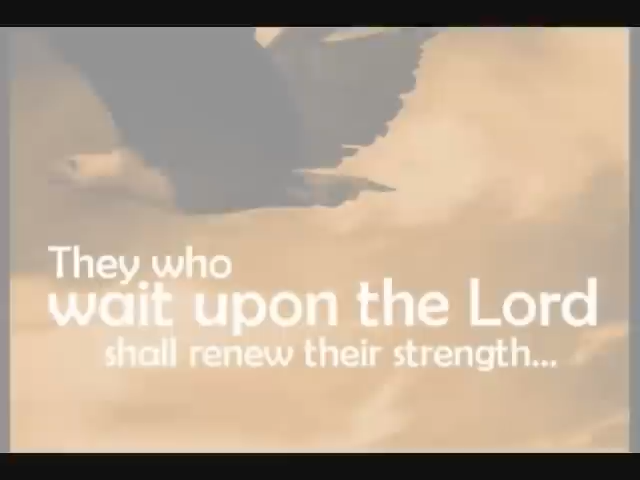 They who
wait upon the Lord
shall renew their strength...